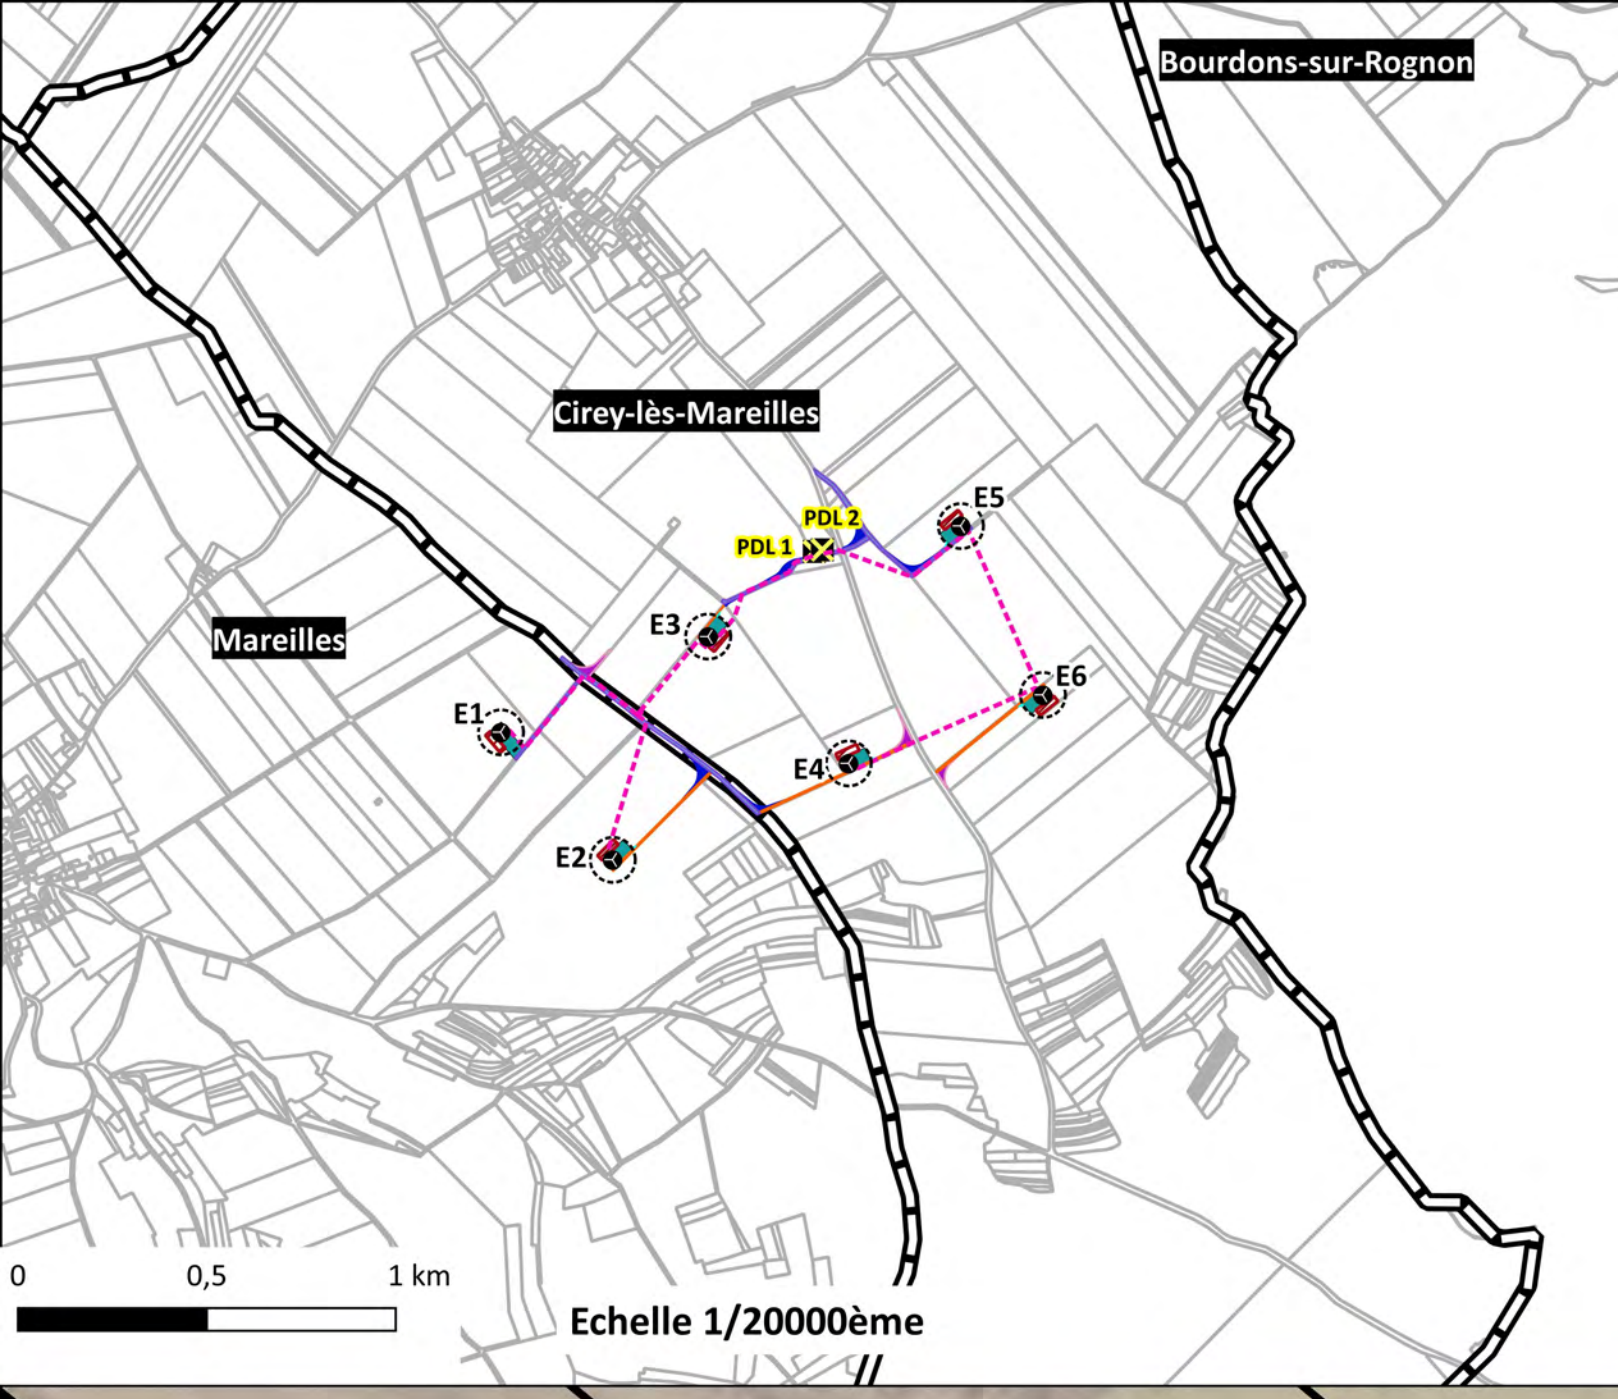 Bourdons-sur-Rognon
Cirey-lès-Mareilles
E5
PDL 2
PDL 1
E3
Mareilles
E6
E1
E4
E2
0 0,5 1 km
Echelle 1/20000ème